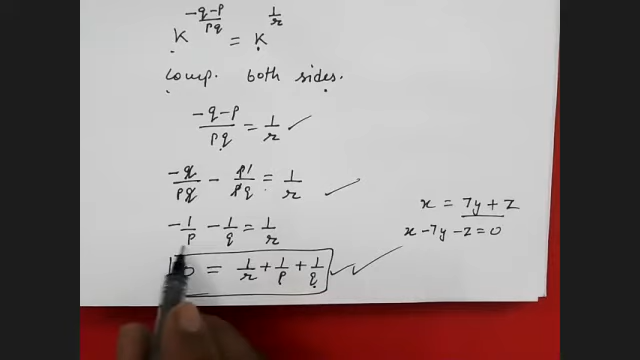 K^((-q-p)/pq) = K^(1/r)
Comp. both sides.
(-q-p)/pq = 1/r ✓
-q/pq - p/pq = 1/r ✓
-1/p - 1/q = 1/r
x = 7y + z
x - 7y - z = 0
0 = 1/r + 1/p + 1/q ✓✓